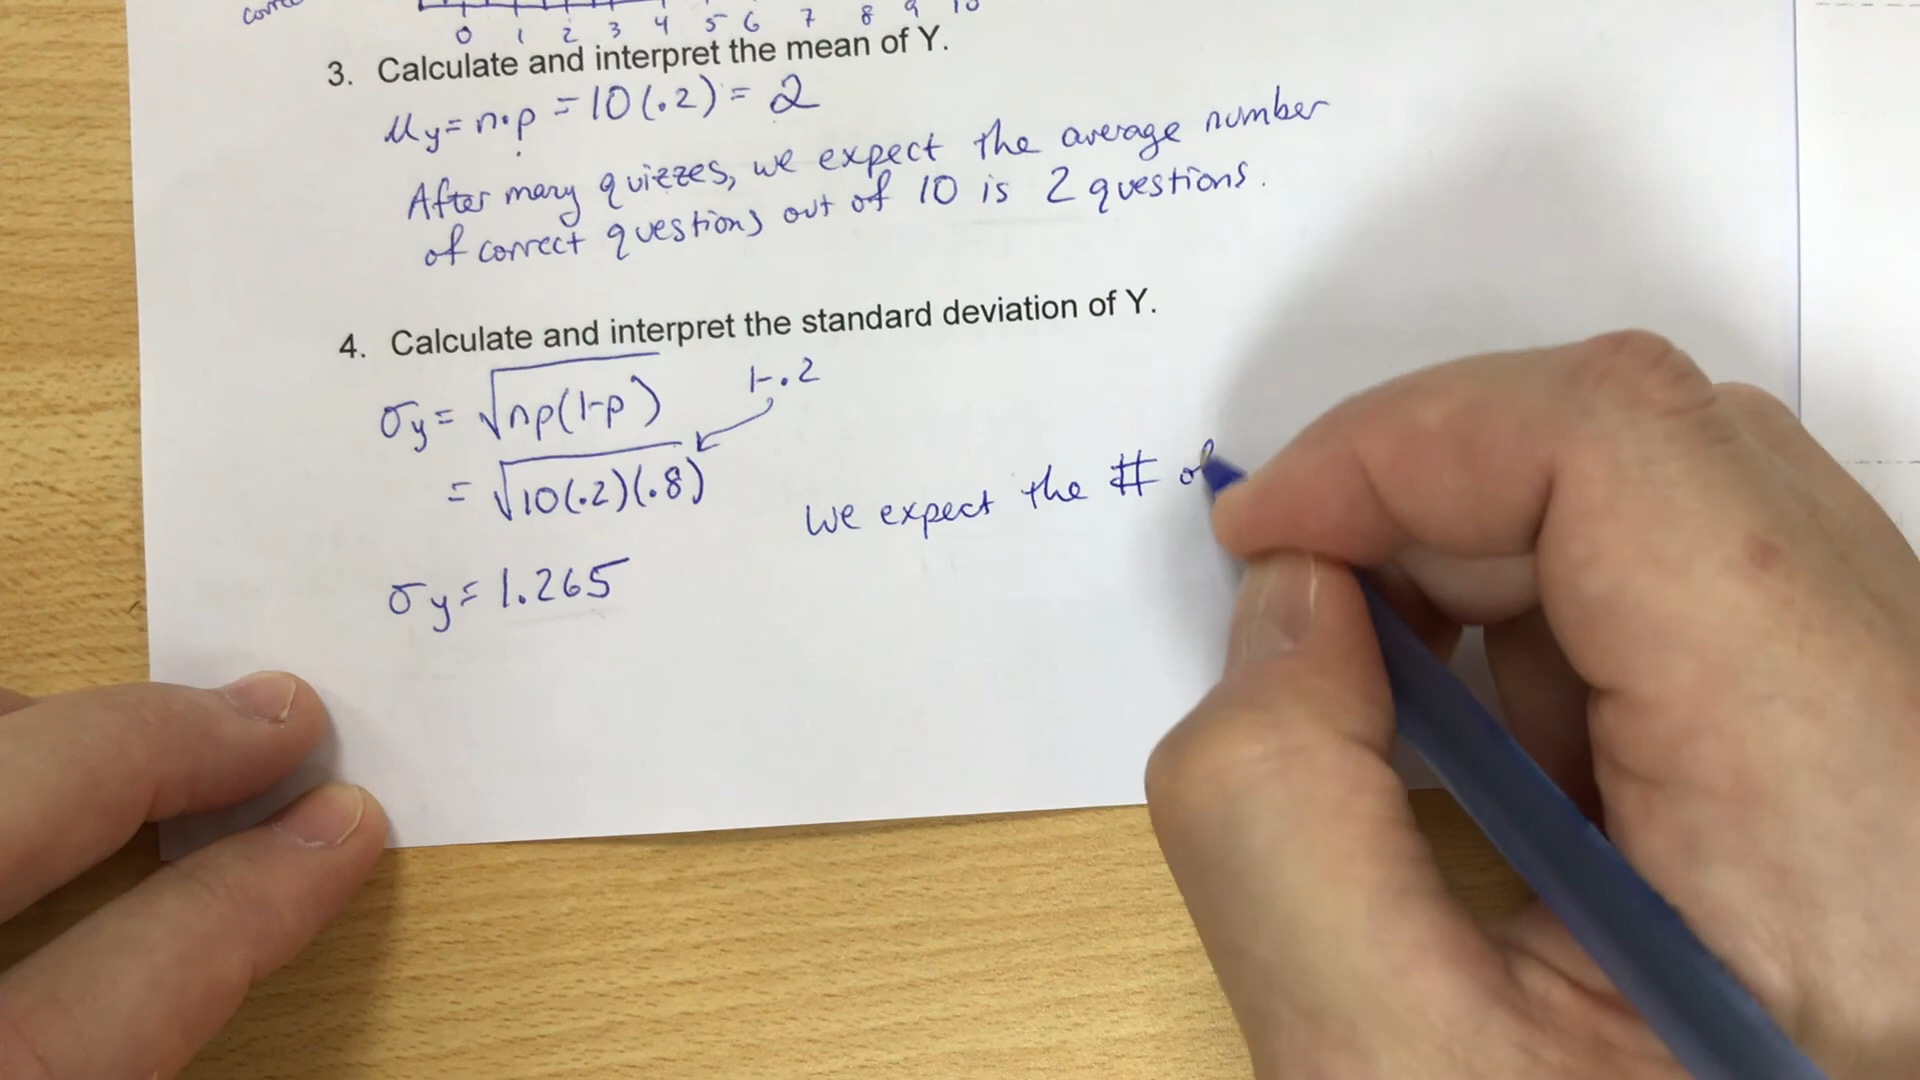 correc
0 1 2 3 4 5 6 7 8 9 10
3. Calculate and interpret the mean of Y.
μy = n·p = 10(.2) = 2
After many quizzes, we expect the average number
of correct questions out of 10 is 2 questions.
4. Calculate and interpret the standard deviation of Y.
σy = √np(1-p)
1-.2
= √10(.2)(.8)
We expect the # of
σy = 1.265